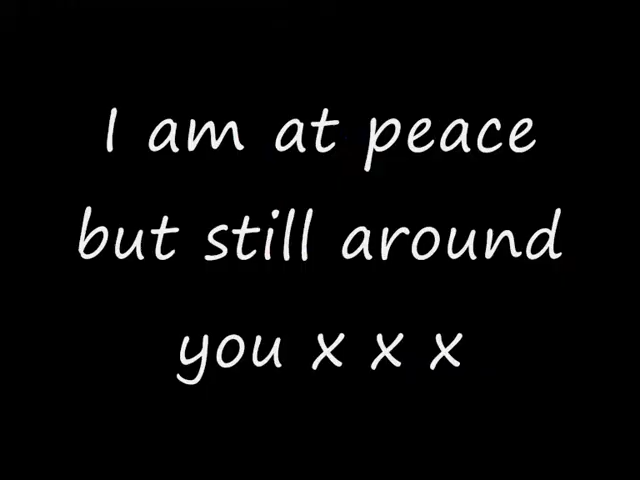 I am at peace
but still around
you x x x